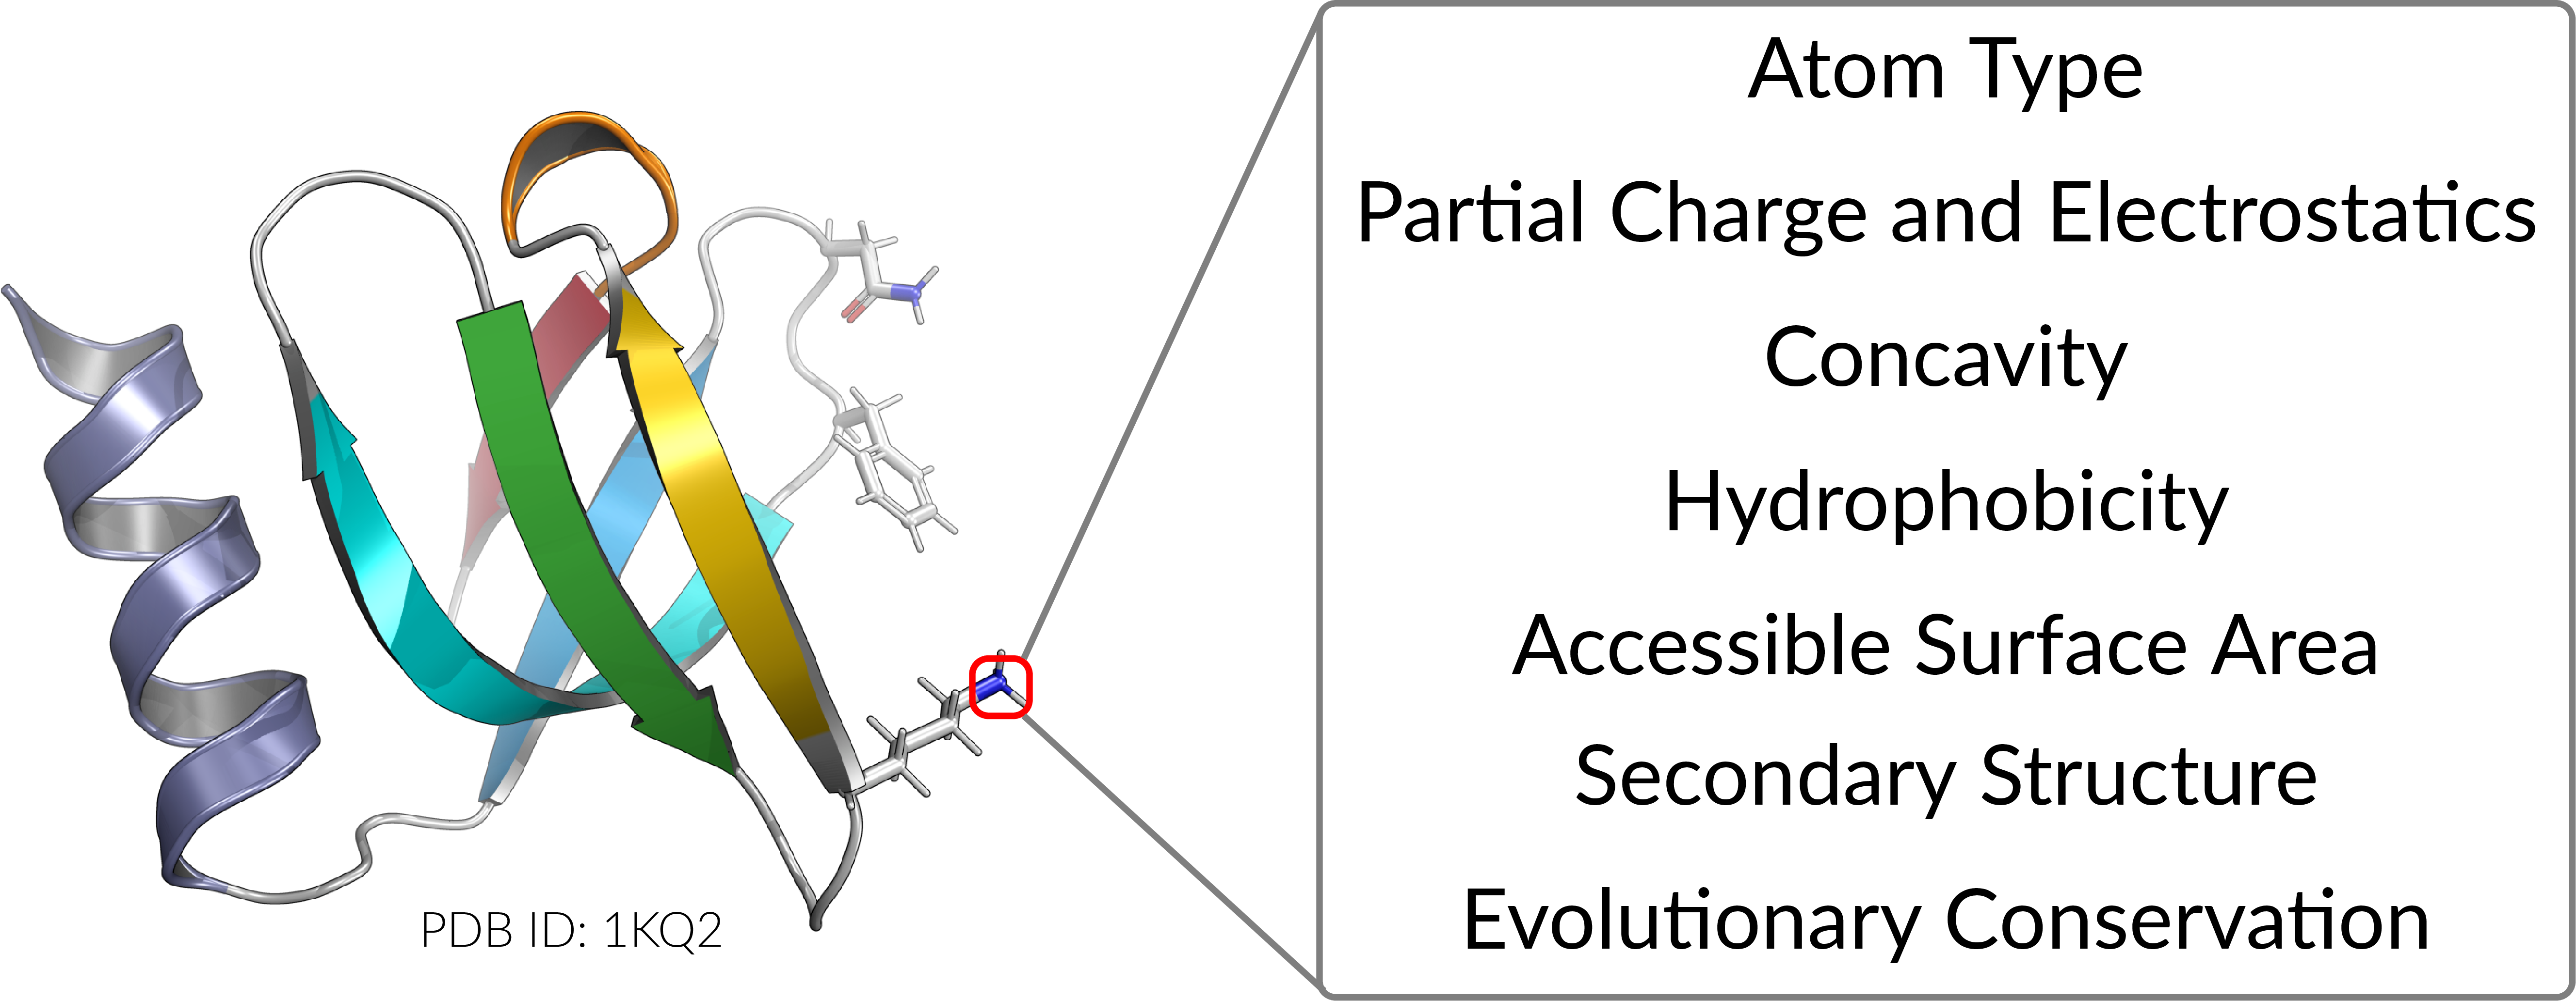 Atom Type
Partial Charge and Electrostatics
Concavity
Hydrophobicity
Accessible Surface Area
Secondary Structure
Evolutionary Conservation
PDB ID: 1KQ2